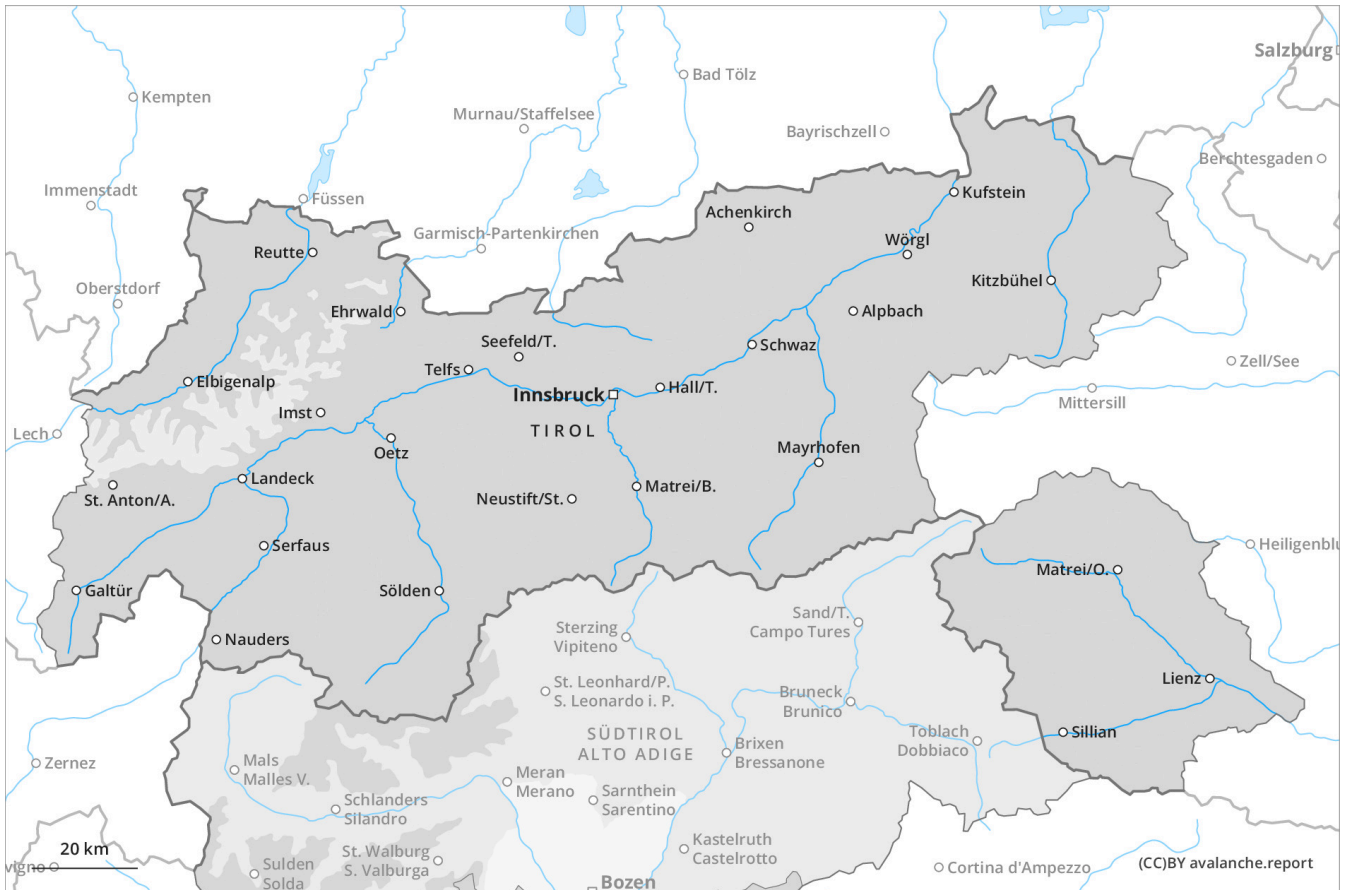 Salzburg
Bad Tölz
Kempten
Murnau/Staffelsee
Bayrischzell
Berchtesgaden
Immenstadt
Füssen
Kufstein
Achenkirch
Garmisch-Partenkirchen
Wörgl
Reutte
Kitzbühel
Oberstdorf
Ehrwald
Alpbach
Seefeld/T.
Schwaz
Zell/See
Telfs
Elbigenalp
Innsbruck
Hall/T.
Mittersill
Imst
TIROL
Lech
Oetz
Mayrhofen
Landeck
St. Anton/A.
Neustift/St.
Matrei/B.
Serfaus
Heiligenblu
Matrei/O.
Galtür
Sölden
Sand/T.
Campo Tures
Nauders
Sterzing
Vipiteno
Lienz
St. Leonhard/P.
S. Leonardo i. P.
Bruneck
Brunico
SÜDTIROL
ALTO ADIGE
Sillian
Toblach
Dobbiaco
Brixen
Bressanone
Zernez
Mals
Malles V.
Meran
Merano
Sarnthein
Sarentino
Schlanders
Silandro
Kastelruth
Castelrotto
20 km
St. Walburg
S. Valburga
vigno
Sulden
Solda
Cortina d'Ampezzo
(CC)BY avalanche.report
Bozen